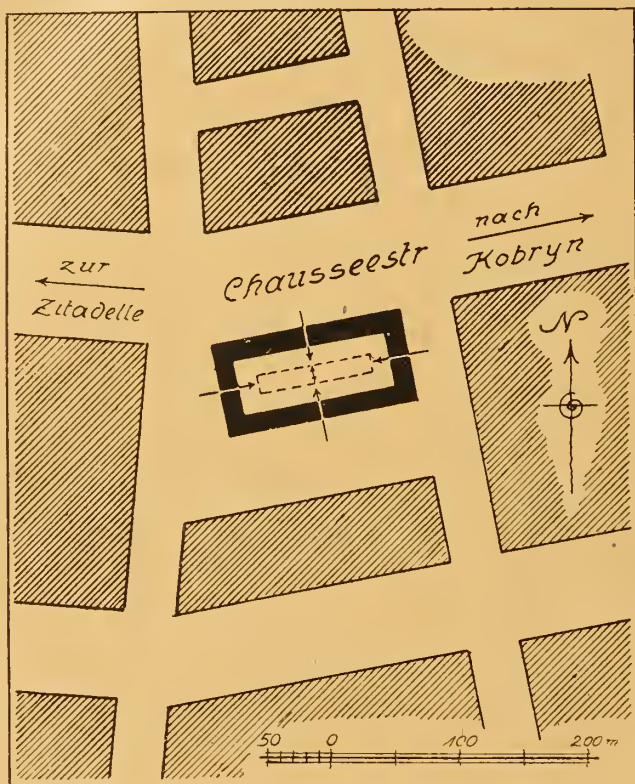 nach
Kobryn
Chausseestr
zur
Zitadelle
N
50 0 100 200 m